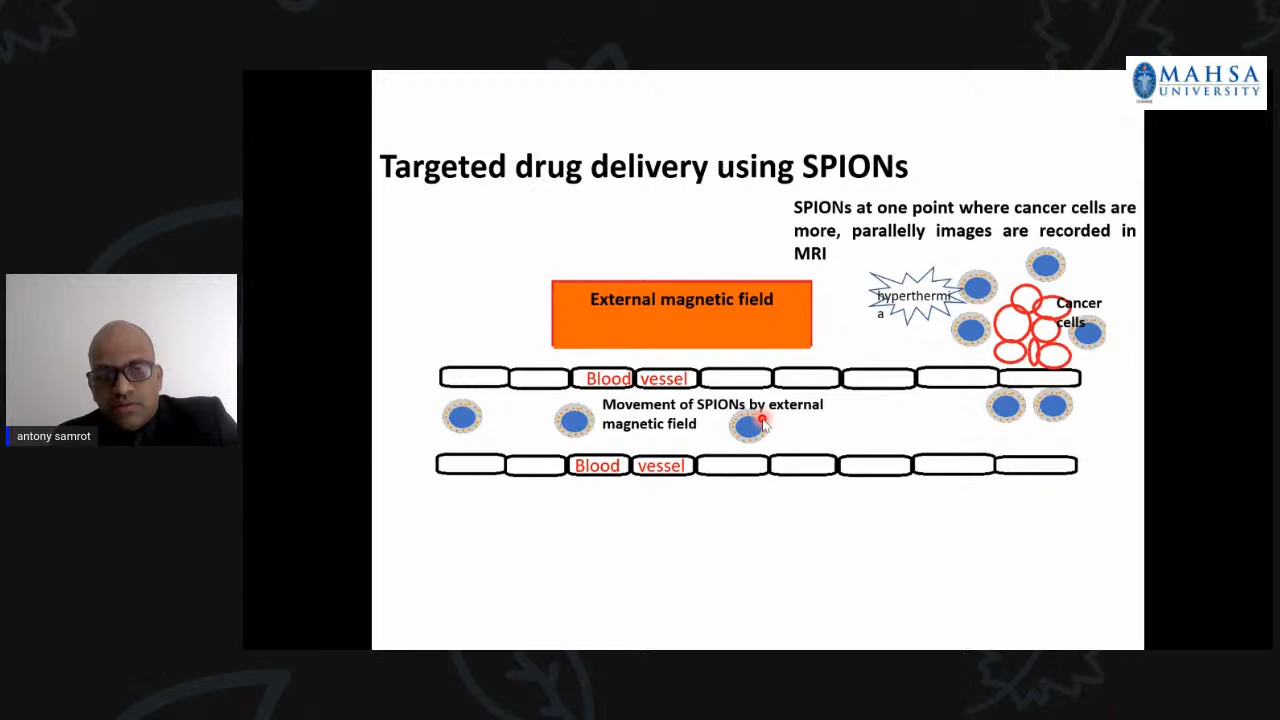 MAHSA
UNIVERSITY
Targeted drug delivery using SPIONs
SPIONs at one point where cancer cells are
more, parallelly images are recorded in
MRI
External magnetic field
hyperthermi
a
Cancer
cells
Blood vessel
Movement of SPIONs by external
magnetic field
Blood vessel
antony samrot